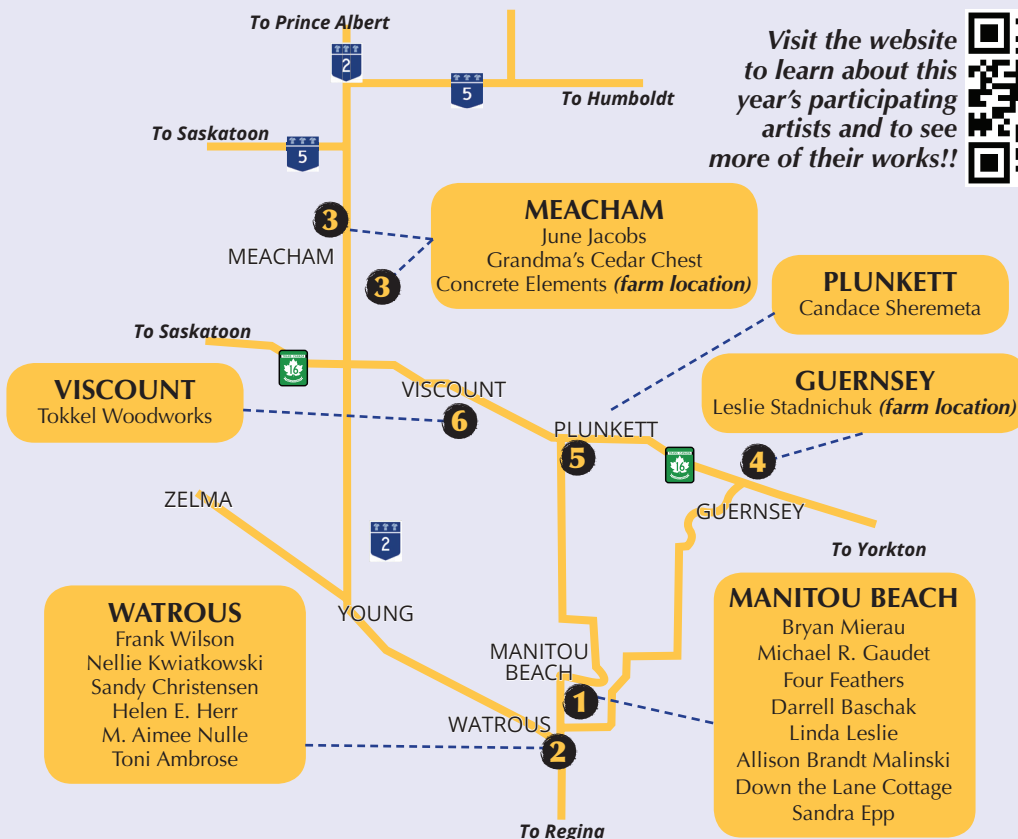 To Prince Albert
2
5
To Humboldt
Visit the website
to learn about this
year's participating
artists and to see
more of their works!!
To Saskatoon
5
3
MEACHAM
3
MEACHAM
June Jacobs
Grandma's Cedar Chest
Concrete Elements (farm location)
PLUNKETT
Candace Sheremeta
To Saskatoon
16
VISCOUNT
Tokkel Woodworks
VISCOUNT
6
GUERNSEY
Leslie Stadnichuk (farm location)
PLUNKETT
5
16
4
GUERNSEY
To Yorkton
ZELMA
2
YOUNG
WATROUS
Frank Wilson
Nellie Kwiatkowski
Sandy Christensen
Helen E. Herr
M. Aimee Nulle
Toni Ambrose
MANITOU
BEACH
1
WATROUS
2
MANITOU BEACH
Bryan Mierau
Michael R. Gaudet
Four Feathers
Darrell Baschak
Linda Leslie
Allison Brandt Malinski
Down the Lane Cottage
Sandra Epp
To Regina